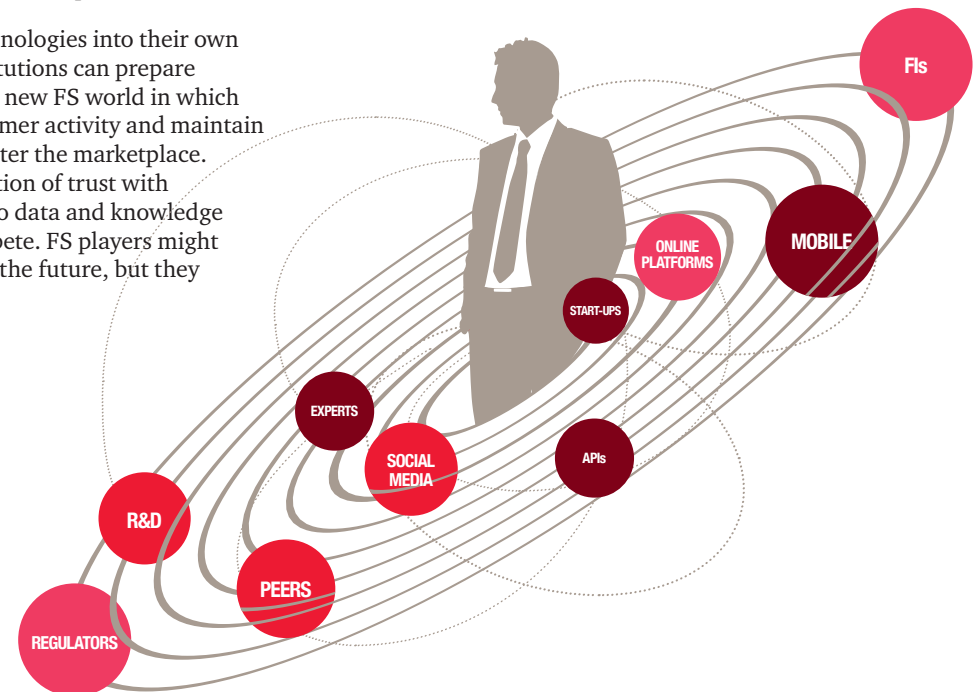 nologies into their own
tutions can prepare
new FS world in which
mer activity and maintain
ter the marketplace.
tion of trust with
o data and knowledge
pete. FS players might
the future, but they
FIs
MOBILE
ONLINE
PLATFORMS
START-UPS
EXPERTS
SOCIAL
MEDIA
APIs
R&D
PEERS
REGULATORS